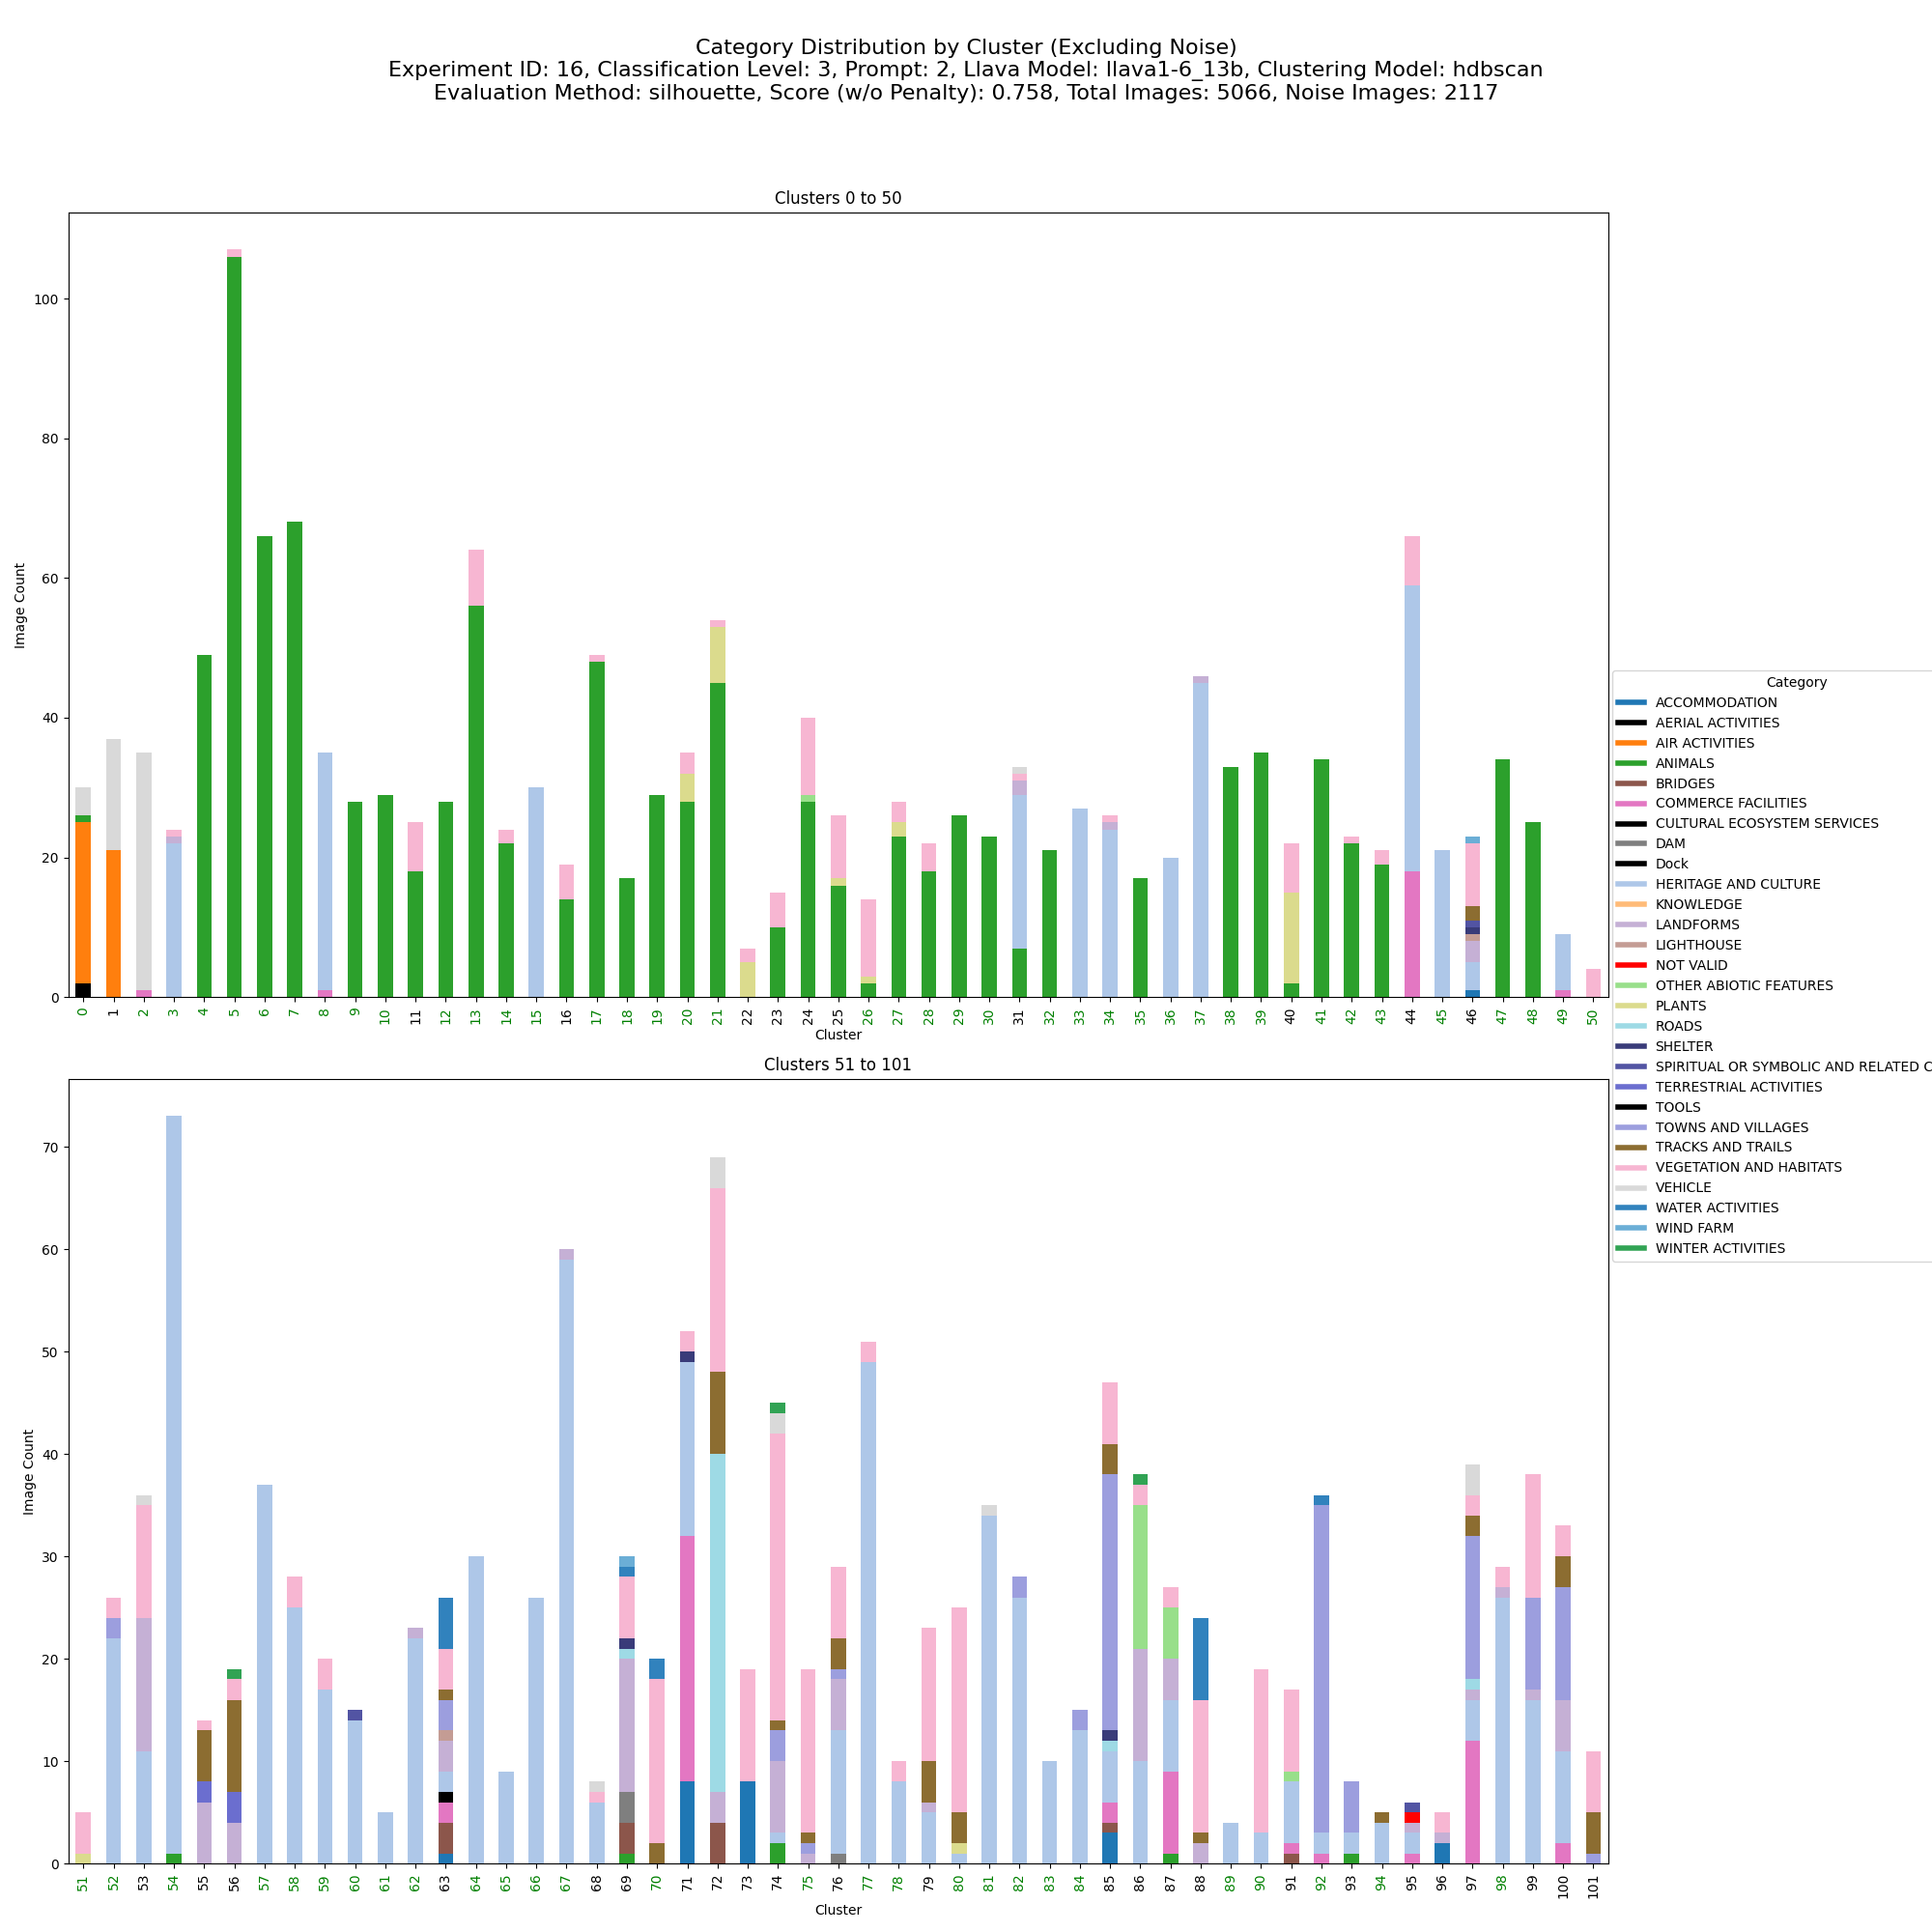 Category Distribution by Cluster (Excluding Noise)
Experiment ID: 16, Classification Level: 3, Prompt: 2, Llava Model: llava1-6_13b, Clustering Model: hdbscan
Evaluation Method: silhouette, Score (w/o Penalty): 0.758, Total Images: 5066, Noise Images: 2117
Clusters 0 to 50
Image Count
100
80
60
40
20
0
0 1 2 3 4 5 6 7 8 9 10 11 12 13 14 15 16 17 18 19 20 21 22 23 24 25 26 27 28 29 30 31 32 33 34 35 36 37 38 39 40 41 42 43 44 45 46 47 48 49 50
Cluster
Category
ACCOMMODATION
AERIAL ACTIVITIES
AIR ACTIVITIES
ANIMALS
BRIDGES
COMMERCE FACILITIES
CULTURAL ECOSYSTEM SERVICES
DAM
Dock
HERITAGE AND CULTURE
KNOWLEDGE
LANDFORMS
LIGHTHOUSE
NOT VALID
OTHER ABIOTIC FEATURES
PLANTS
ROADS
SHELTER
SPIRITUAL OR SYMBOLIC AND RELATED C
TERRESTRIAL ACTIVITIES
TOOLS
TOWNS AND VILLAGES
TRACKS AND TRAILS
VEGETATION AND HABITATS
VEHICLE
WATER ACTIVITIES
WIND FARM
WINTER ACTIVITIES
Clusters 51 to 101
Image Count
70
60
50
40
30
20
10
0
51 52 53 54 55 56 57 58 59 60 61 62 63 64 65 66 67 68 69 70 71 72 73 74 75 76 77 78 79 80 81 82 83 84 85 86 87 88 89 90 91 92 93 94 95 96 97 98 99 100 101
Cluster